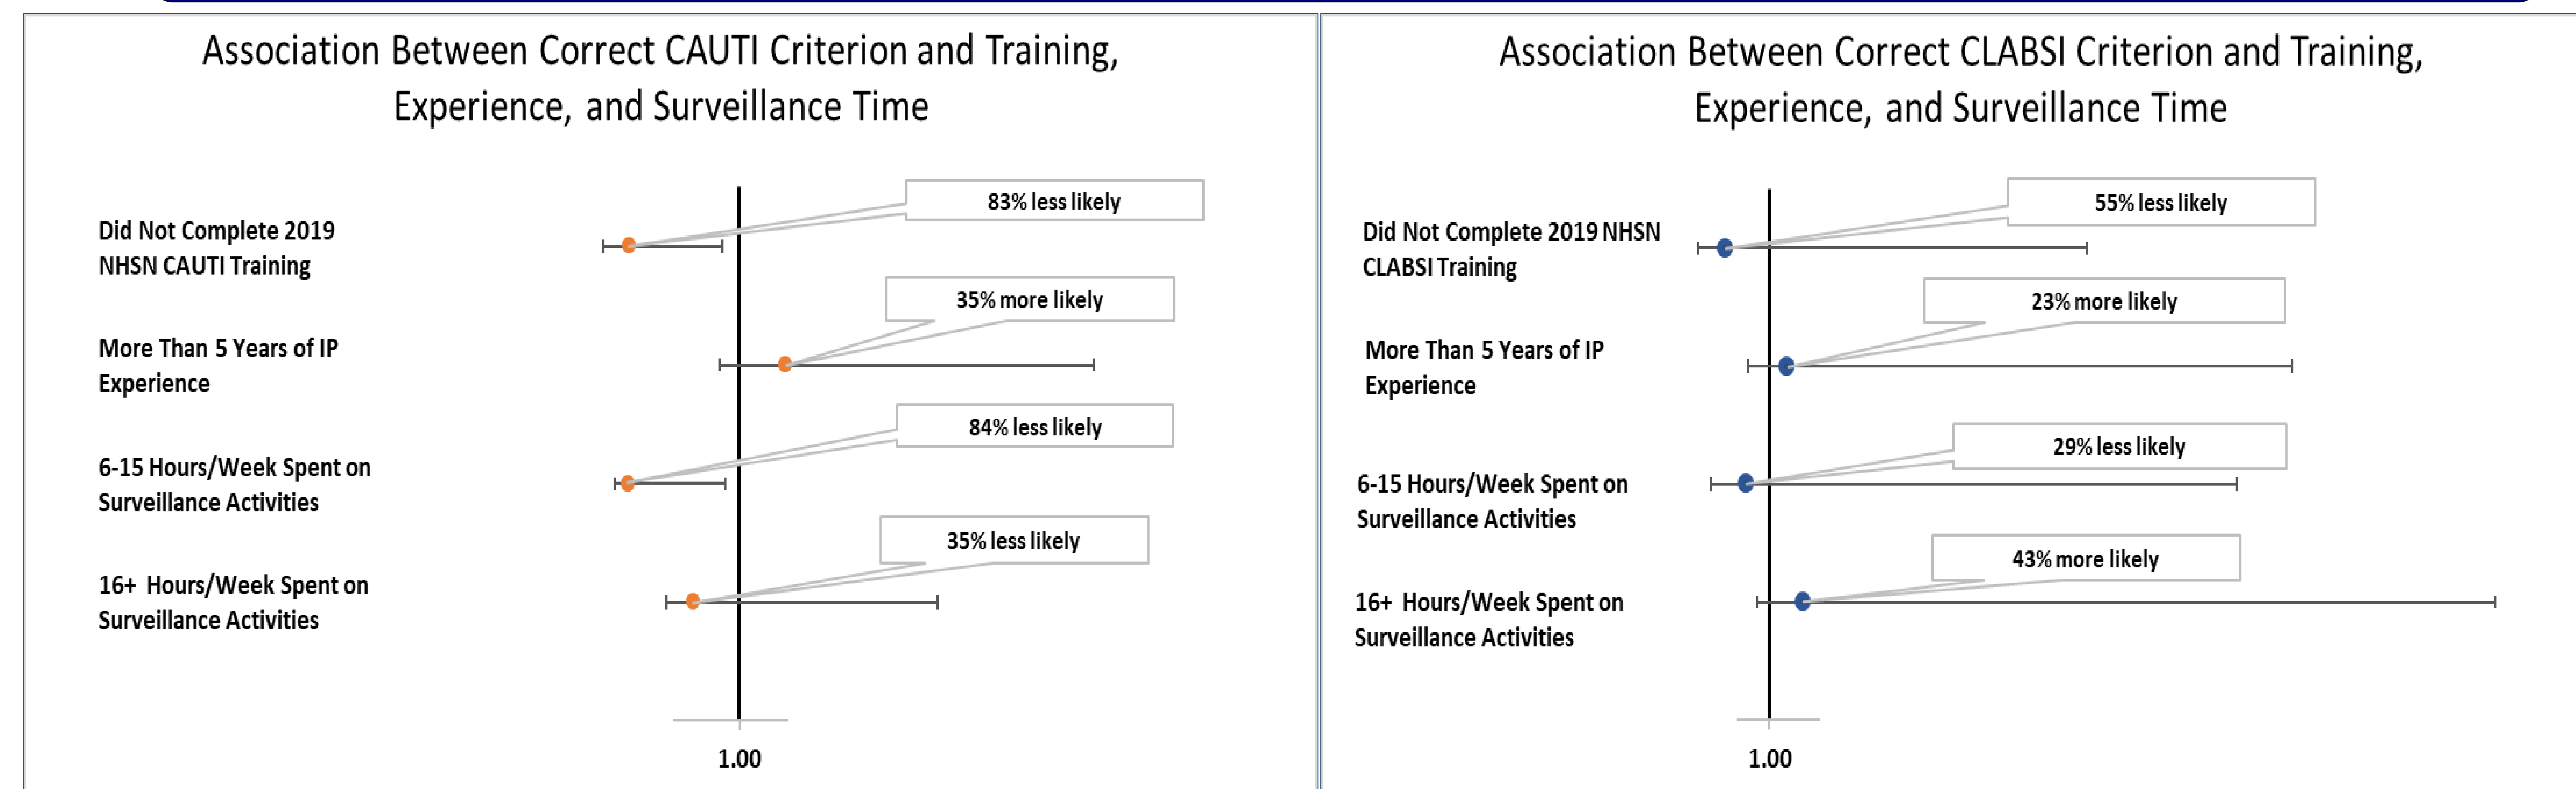 Association Between Correct CAUTI Criterion and Training,
Experience, and Surveillance Time
Did Not Complete 2019
NHSN CAUTI Training
83% less likely
More Than 5 Years of IP
Experience
35% more likely
6-15 Hours/Week Spent on
Surveillance Activities
84% less likely
16+ Hours/Week Spent on
Surveillance Activities
35% less likely
1.00
Association Between Correct CLABSI Criterion and Training,
Experience, and Surveillance Time
Did Not Complete 2019 NHSN
CLABSI Training
55% less likely
More Than 5 Years of IP
Experience
23% more likely
6-15 Hours/Week Spent on
Surveillance Activities
29% less likely
16+ Hours/Week Spent on
Surveillance Activities
43% more likely
1.00